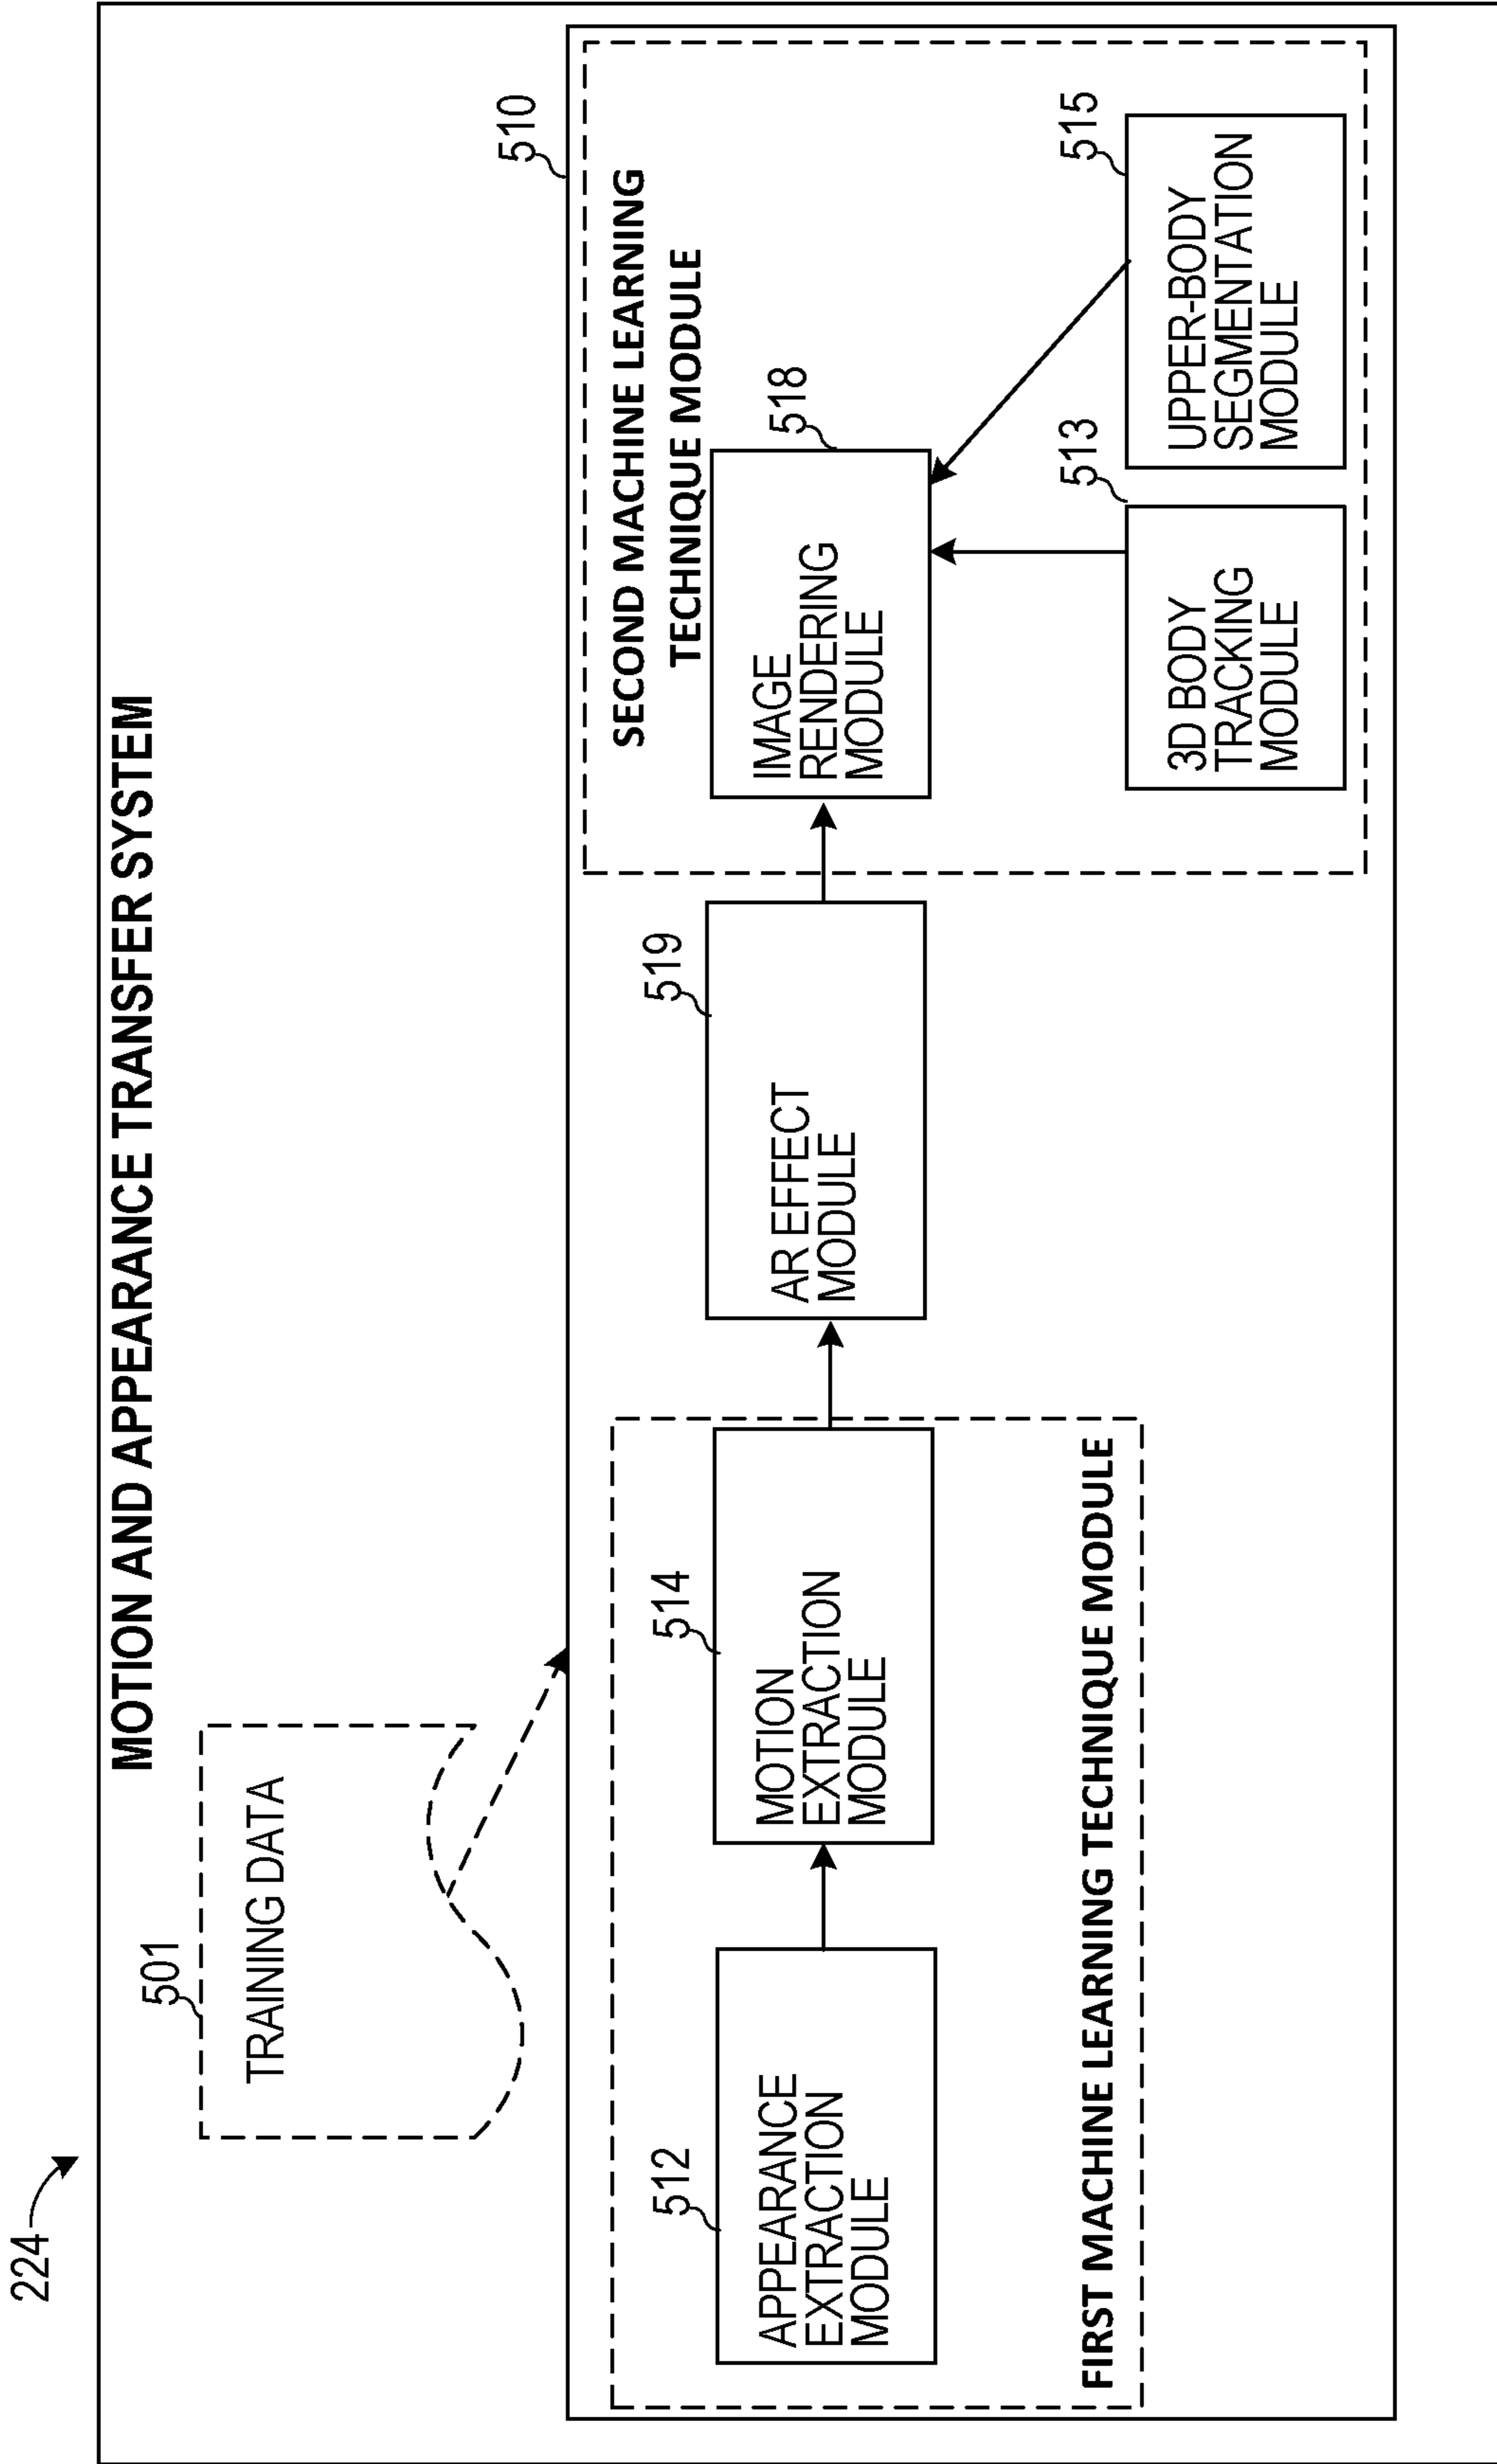 224
MOTION AND APPEARANCE TRANSFER SYSTEM
501
TRAINING DATA
510
FIRST MACHINE LEARNING TECHNIQUE MODULE
512
APPEARANCE
EXTRACTION
MODULE
514
MOTION
EXTRACTION
MODULE
519
AR EFFECT
MODULE
SECOND MACHINE LEARNING
TECHNIQUE MODULE
518
IMAGE
RENDERING
MODULE
513
3D BODY
TRACKING
MODULE
515
UPPER-BODY
SEGMENTATION
MODULE